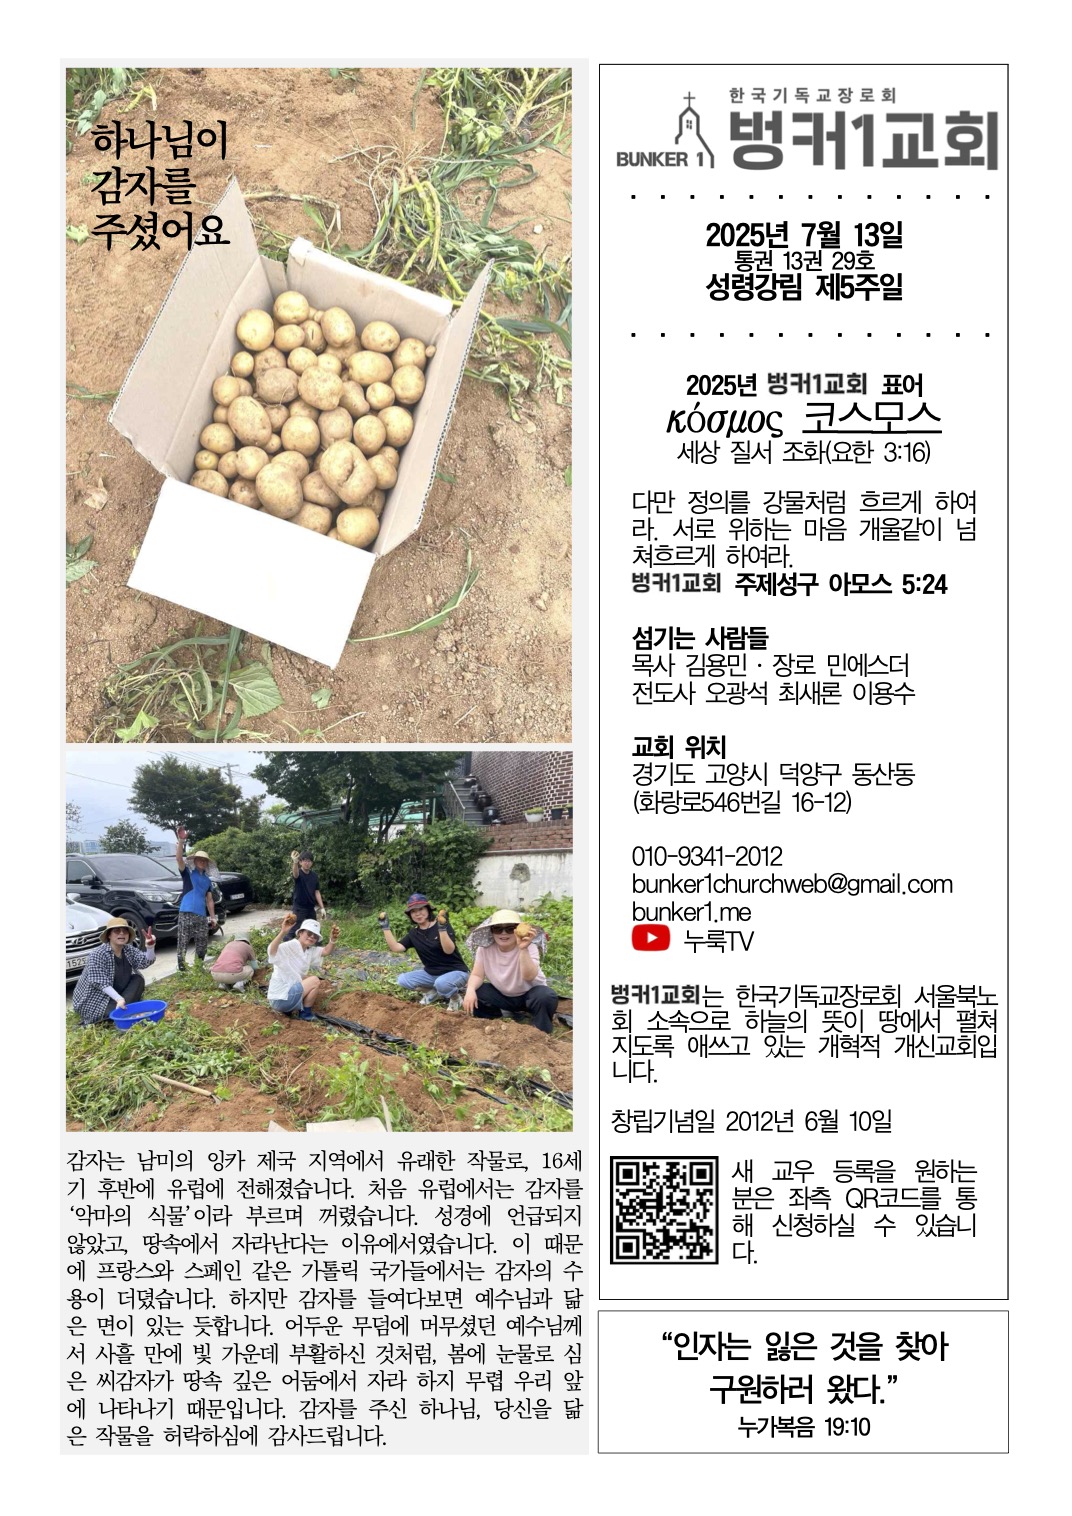 하나님이
감자를
주셨어요
감자는 남미의 잉카 제국 지역에서 유래한 작물로, 16세
기 후반에 유럽에 전해졌습니다. 처음 유럽에서는 감자를
‘악마의 식물’이라 부르며 꺼렸습니다. 성경에 언급되지
않았고, 땅속에서 자라난다는 이유에서였습니다. 이 때문
에 프랑스와 스페인 같은 가톨릭 국가들에서는 감자의 수
용이 더뎠습니다. 하지만 감자를 들여다보면 예수님과 닮
은 면이 있는 듯합니다. 어두운 무덤에 머무셨던 예수님께
서 사흘 만에 빛 가운데 부활하신 것처럼, 봄에 눈물로 심
은 씨감자가 땅속 깊은 어둠에서 자라 하지 무렵 우리 앞
에 나타나기 때문입니다. 감자를 주신 하나님, 당신을 닮
은 작물을 허락하심에 감사드립니다.
한국기독교장로회
BUNKER 1 벙커1교회
2025년 7월 13일
통권 13권 29호
성령강림 제5주일
2025년 벙커1교회 표어
κόσμος 코스모스
세상 질서 조화(요한 3:16)
다만 정의를 강물처럼 흐르게 하여
라. 서로 위하는 마음 개울같이 넘
쳐흐르게 하여라.
벙커1교회 주제성구 아모스 5:24
섬기는 사람들
목사 김용민 · 장로 민에스더
전도사 오광석 최새론 이용수
교회 위치
경기도 고양시 덕양구 동산동
(화랑로546번길 16-12)
010-9341-2012
bunker1churchweb@gmail.com
bunker1.me
누룩TV
벙커1교회는 한국기독교장로회 서울북노
회 소속으로 하늘의 뜻이 땅에서 펼쳐
지도록 애쓰고 있는 개혁적 개신교회입
니다.
창립기념일 2012년 6월 10일
새 교우 등록을 원하는
분은 좌측 QR코드를 통
해 신청하실 수 있습니
다.
“인자는 잃은 것을 찾아
구원하러 왔다.”
누가복음 19:10